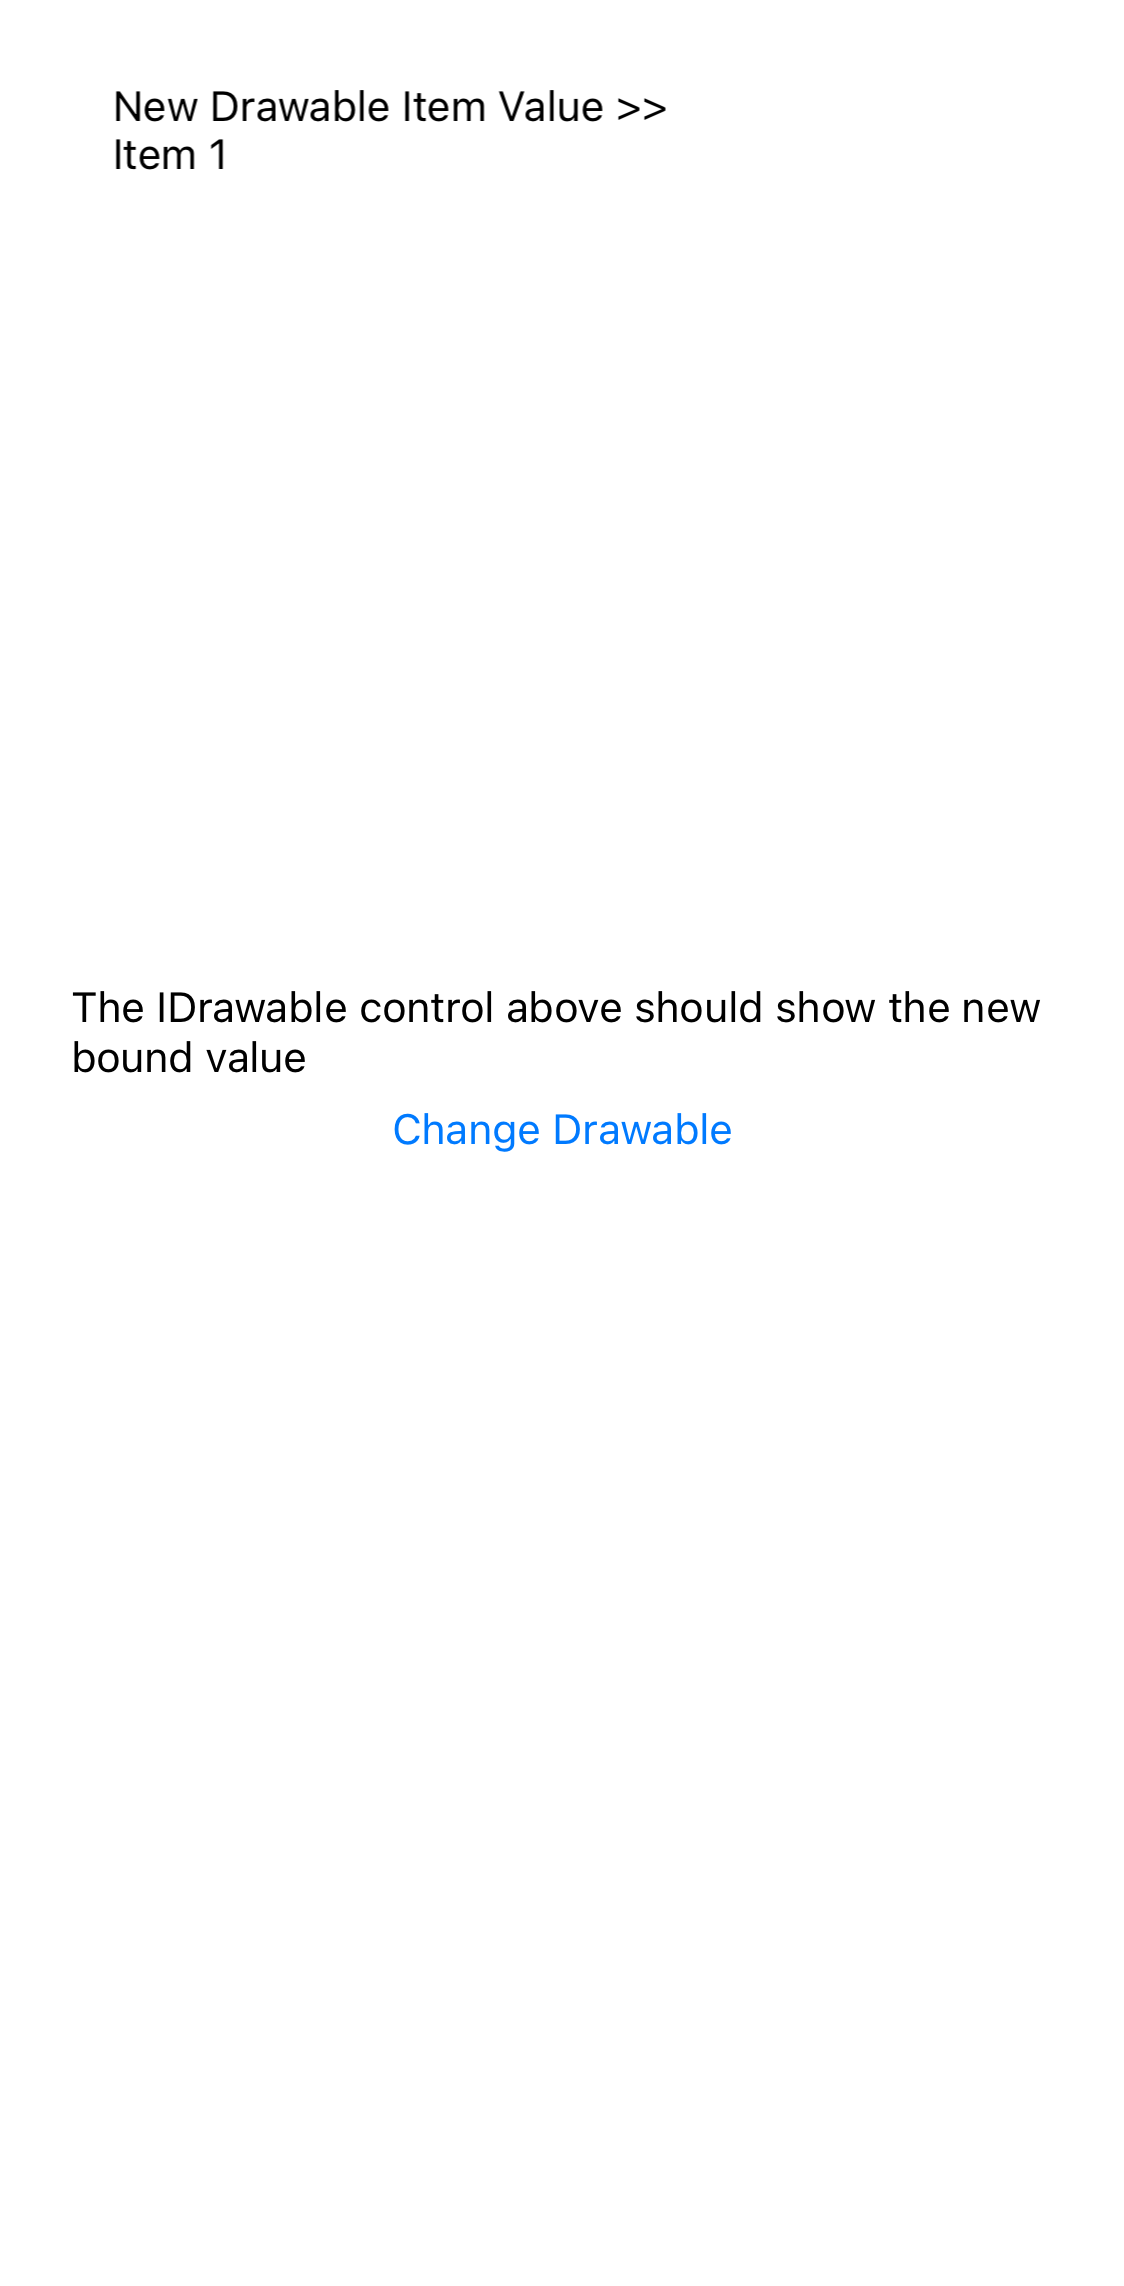 New Drawable Item Value >>
Item 1
The IDrawable control above should show the new
bound value
Change Drawable